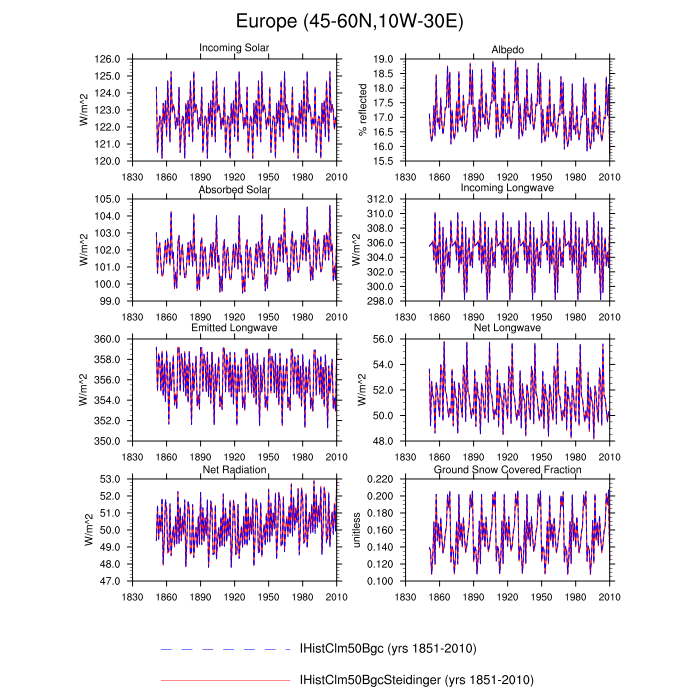 Europe (45-60N,10W-30E)
Incoming Solar
W/m^2
126.0
125.0
124.0
123.0
122.0
121.0
120.0
1830 1860 1890 1920 1950 1980 2010
Albedo
% reflected
19.0
18.5
18.0
17.5
17.0
16.5
16.0
15.5
1830 1860 1890 1920 1950 1980 2010
Absorbed Solar
W/m^2
105.0
104.0
103.0
102.0
101.0
100.0
99.0
1830 1860 1890 1920 1950 1980 2010
Incoming Longwave
W/m^2
312.0
310.0
308.0
306.0
304.0
302.0
300.0
298.0
1830 1860 1890 1920 1950 1980 2010
Emitted Longwave
W/m^2
360.0
358.0
356.0
354.0
352.0
350.0
1830 1860 1890 1920 1950 1980 2010
Net Longwave
W/m^2
56.0
54.0
52.0
50.0
48.0
1830 1860 1890 1920 1950 1980 2010
Net Radiation
W/m^2
53.0
52.0
51.0
50.0
49.0
48.0
47.0
1830 1860 1890 1920 1950 1980 2010
Ground Snow Covered Fraction
unitless
0.220
0.200
0.180
0.160
0.140
0.120
0.100
1830 1860 1890 1920 1950 1980 2010
IHistClm50Bgc (yrs 1851-2010)
IHistClm50BgcSteidinger (yrs 1851-2010)